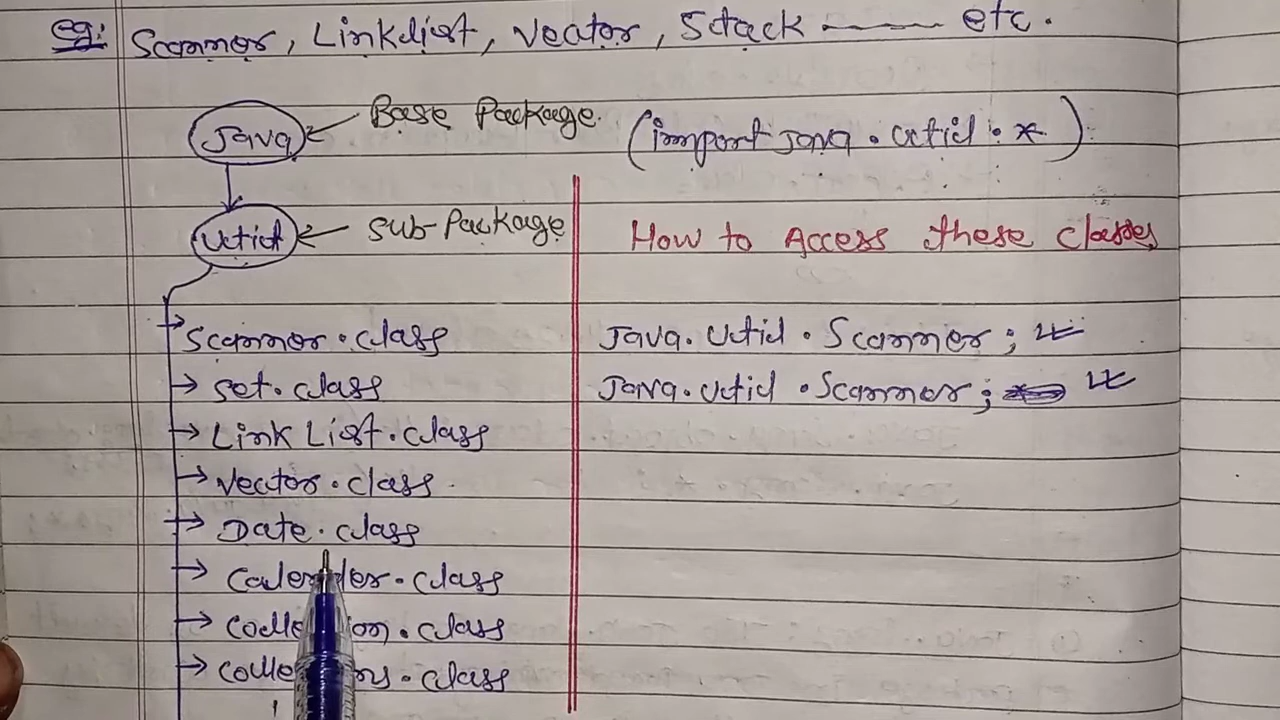 eg: Scanner, Linklist, Vector, Stack ------ etc.
Java ← Base Package. (import java.util.*)
Util ← Sub-Package
How to Access these classes
→ Scanner.class
Java.Util.Scanner;
→ Set.class
Java.Util.Scanner;
→ Link List.class
→ Vector.class
→ Date.class
→ Calender.class
→ .class
→ .class